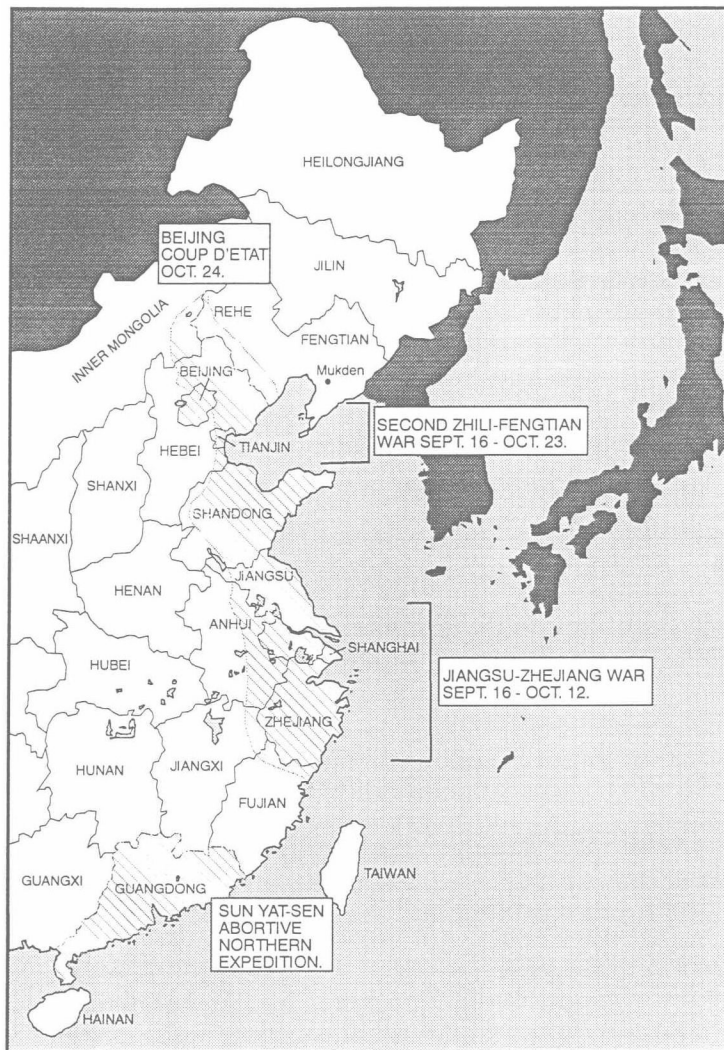 HEILONGJIANG
BEIJING
COUP D'ETAT
OCT. 24.
JILIN
REHE
INNER MONGOLIA
FENGTIAN
Mukden
BEIJING
SECOND ZHILI-FENGTIAN
WAR SEPT. 16 - OCT. 23.
TIANJIN
HEBEI
SHANXI
SHANDONG
SHAANXI
JIANGSU
HENAN
ANHUI
SHANGHAI
HUBEI
JIANGSU-ZHEJIANG WAR
SEPT. 16 - OCT. 12.
ZHEJIANG
HUNAN
JIANGXI
FUJIAN
TAIWAN
GUANGXI
GUANGDONG
SUN YAT-SEN
ABORTIVE
NORTHERN
EXPEDITION.
HAINAN